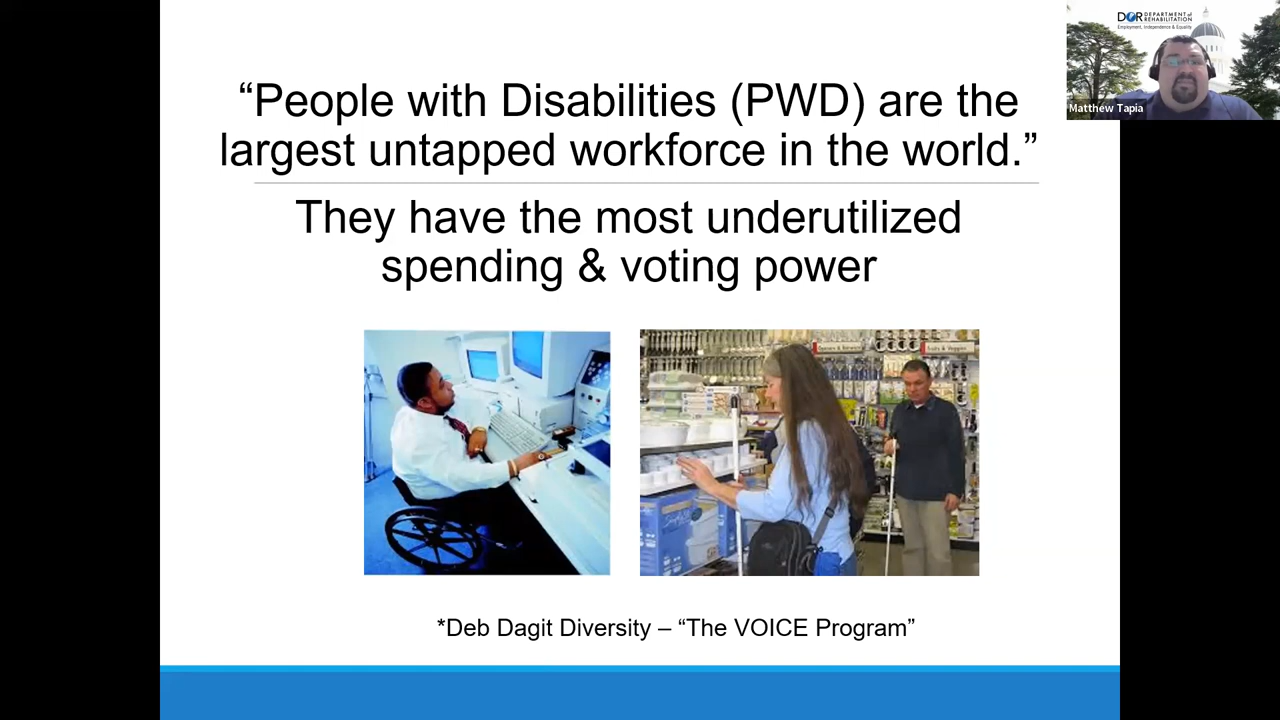 “People with Disabilities (PWD) are the
largest untapped workforce in the world.”
They have the most underutilized
spending & voting power
*Deb Dagit Diversity – “The VOICE Program”
DOR DEPARTMENT of
REHABILITATION
Employment, Independence & Equality
Matthew Tapia